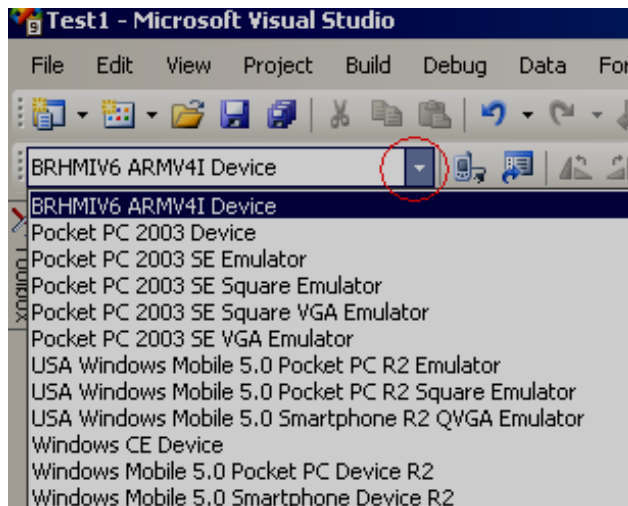 Test1 - Microsoft Visual Studio
File Edit View Project Build Debug Data For
BRHMIV6 ARMV4I Device
BRHMIV6 ARMV4I Device
Pocket PC 2003 Device
Pocket PC 2003 SE Emulator
Pocket PC 2003 SE Square Emulator
Pocket PC 2003 SE Square VGA Emulator
Pocket PC 2003 SE VGA Emulator
USA Windows Mobile 5.0 Pocket PC R2 Emulator
USA Windows Mobile 5.0 Pocket PC R2 Square Emulator
USA Windows Mobile 5.0 Smartphone R2 QVGA Emulator
Windows CE Device
Windows Mobile 5.0 Pocket PC Device R2
Windows Mobile 5.0 Smartphone Device R2
Toolbox